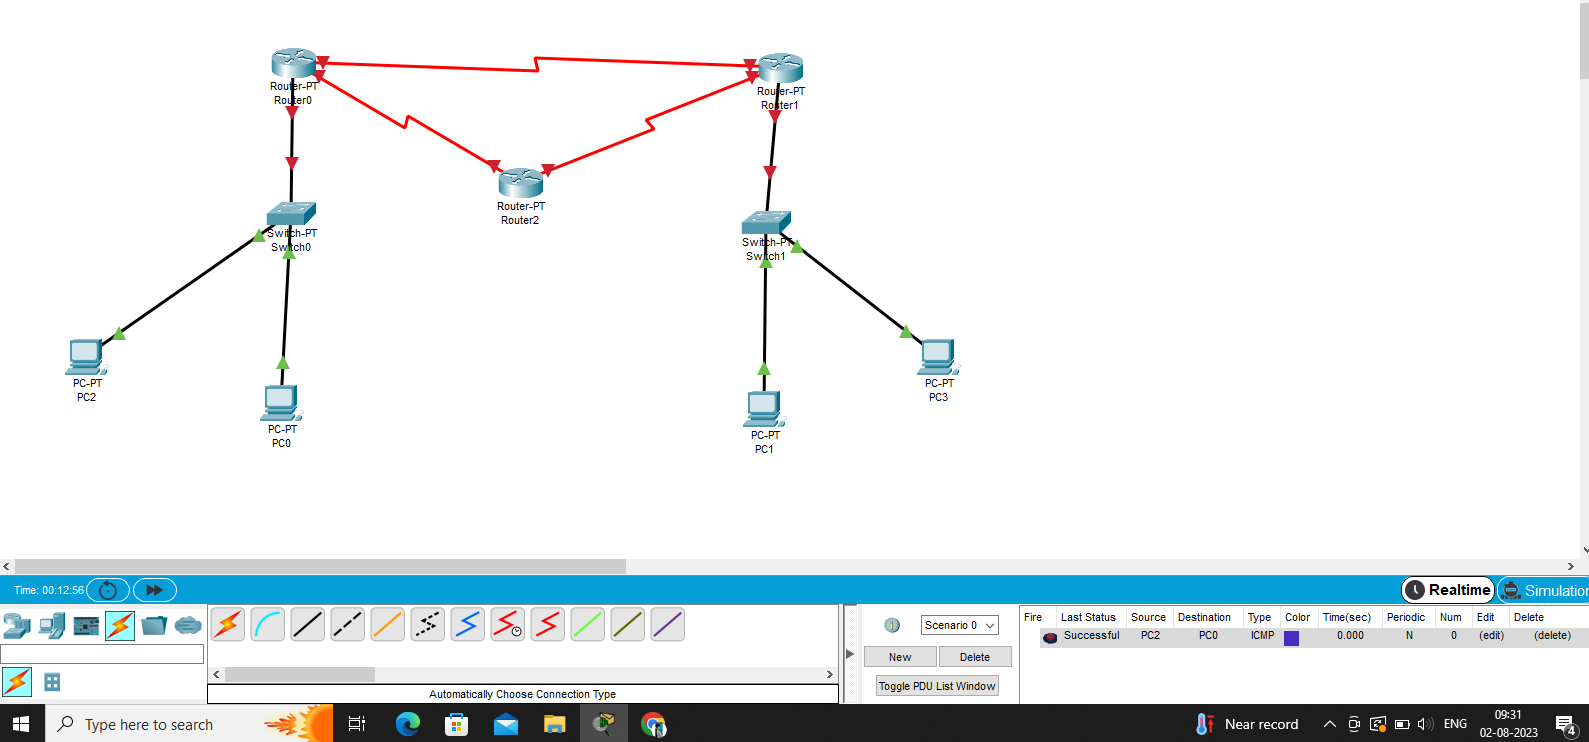 Router-PT
Router0
Router-PT
Router1
Router-PT
Router2
Switch-PT
Switch0
Switch-PT
Switch1
PC-PT
PC2
PC-PT
PC0
PC-PT
PC1
PC-PT
PC3
Time: 00:12:56
Realtime
Simulation
Scenario 0
New
Delete
Toggle PDU List Window
Fire Last Status Source Destination Type Color Time(sec) Periodic Num Edit Delete
Successful PC2 PC0 ICMP 0.000 N 0 (edit) (delete)
Automatically Choose Connection Type
Type here to search
Near record
ENG
09:31
02-08-2023
4